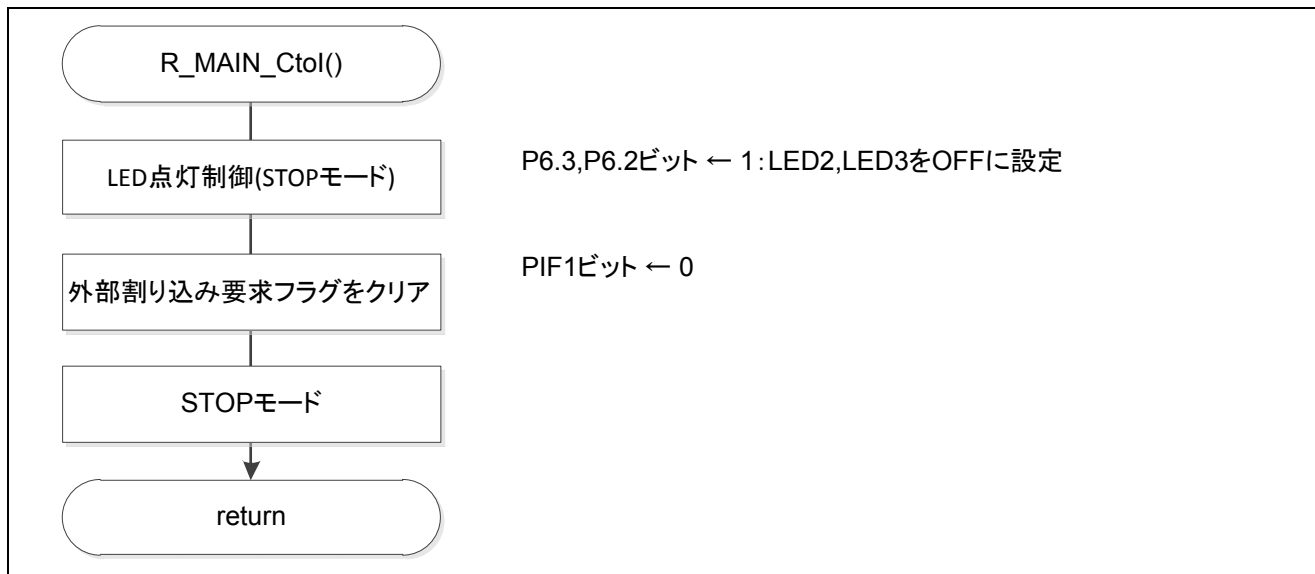 R_MAIN_CtoI()
LED点灯制御(STOPモード)
P6.3,P6.2ビット ← 1:LED2,LED3をOFFに設定
外部割り込み要求フラグをクリア
PIF1ビット ← 0
STOPモード
return